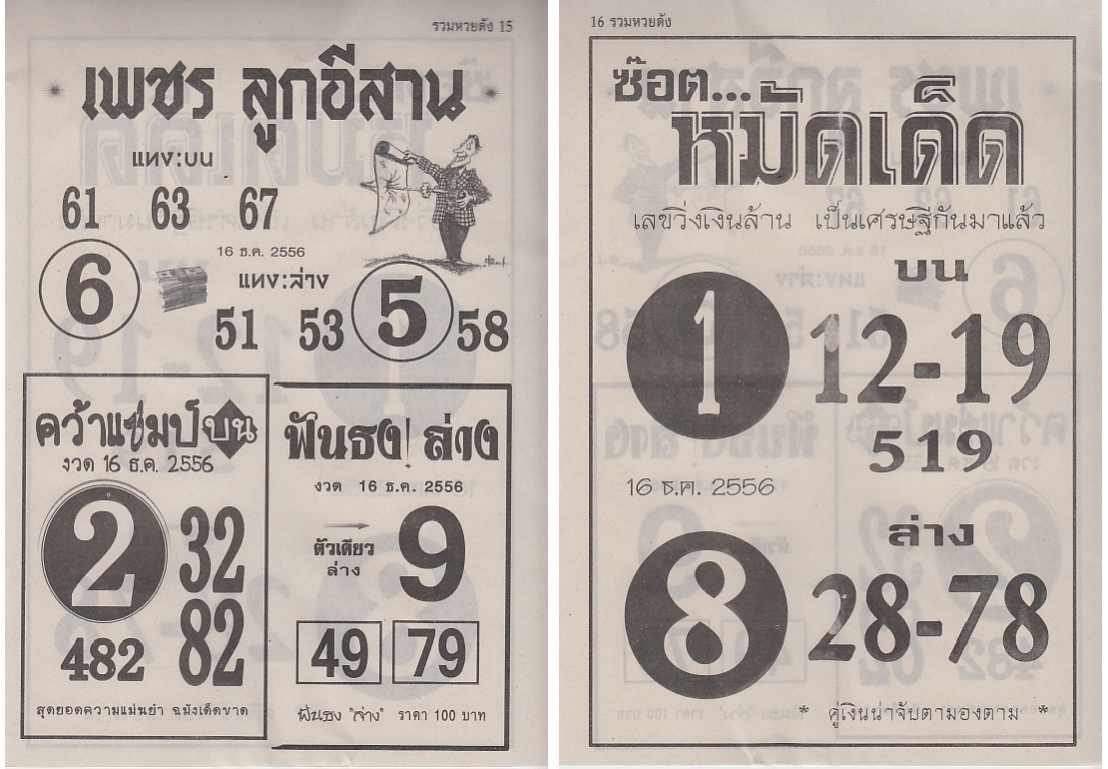 รวมหวยดัง 15
เพชร ลูกอีสาน
แทง:บน
61 63 67
16 ธ.ค. 2556
6
แทง:ล่าง
5
51 53 58
คว้าแชมป์บน
งวด 16 ธ.ค. 2556
2
32
82
482
สุดยอดความแม่นยำ ฉมังเด็ดขาด
ฟันธง ล่าง
งวด 16 ธ.ค. 2556
ตัวเดียว
ล่าง
9
49 79
ฟันธง "ล่าง" ราคา 100 บาท
16 รวมหวยดัง
ซ๊อต...
หมัดเด็ด
เลขวิ่งเงินล้าน เป็นเศรษฐีกันมาแล้ว
บน
1
12-19
519
16 ธ.ค. 2556
ล่าง
8
28-78
* คู่เงินน่าจับตามองตาม *